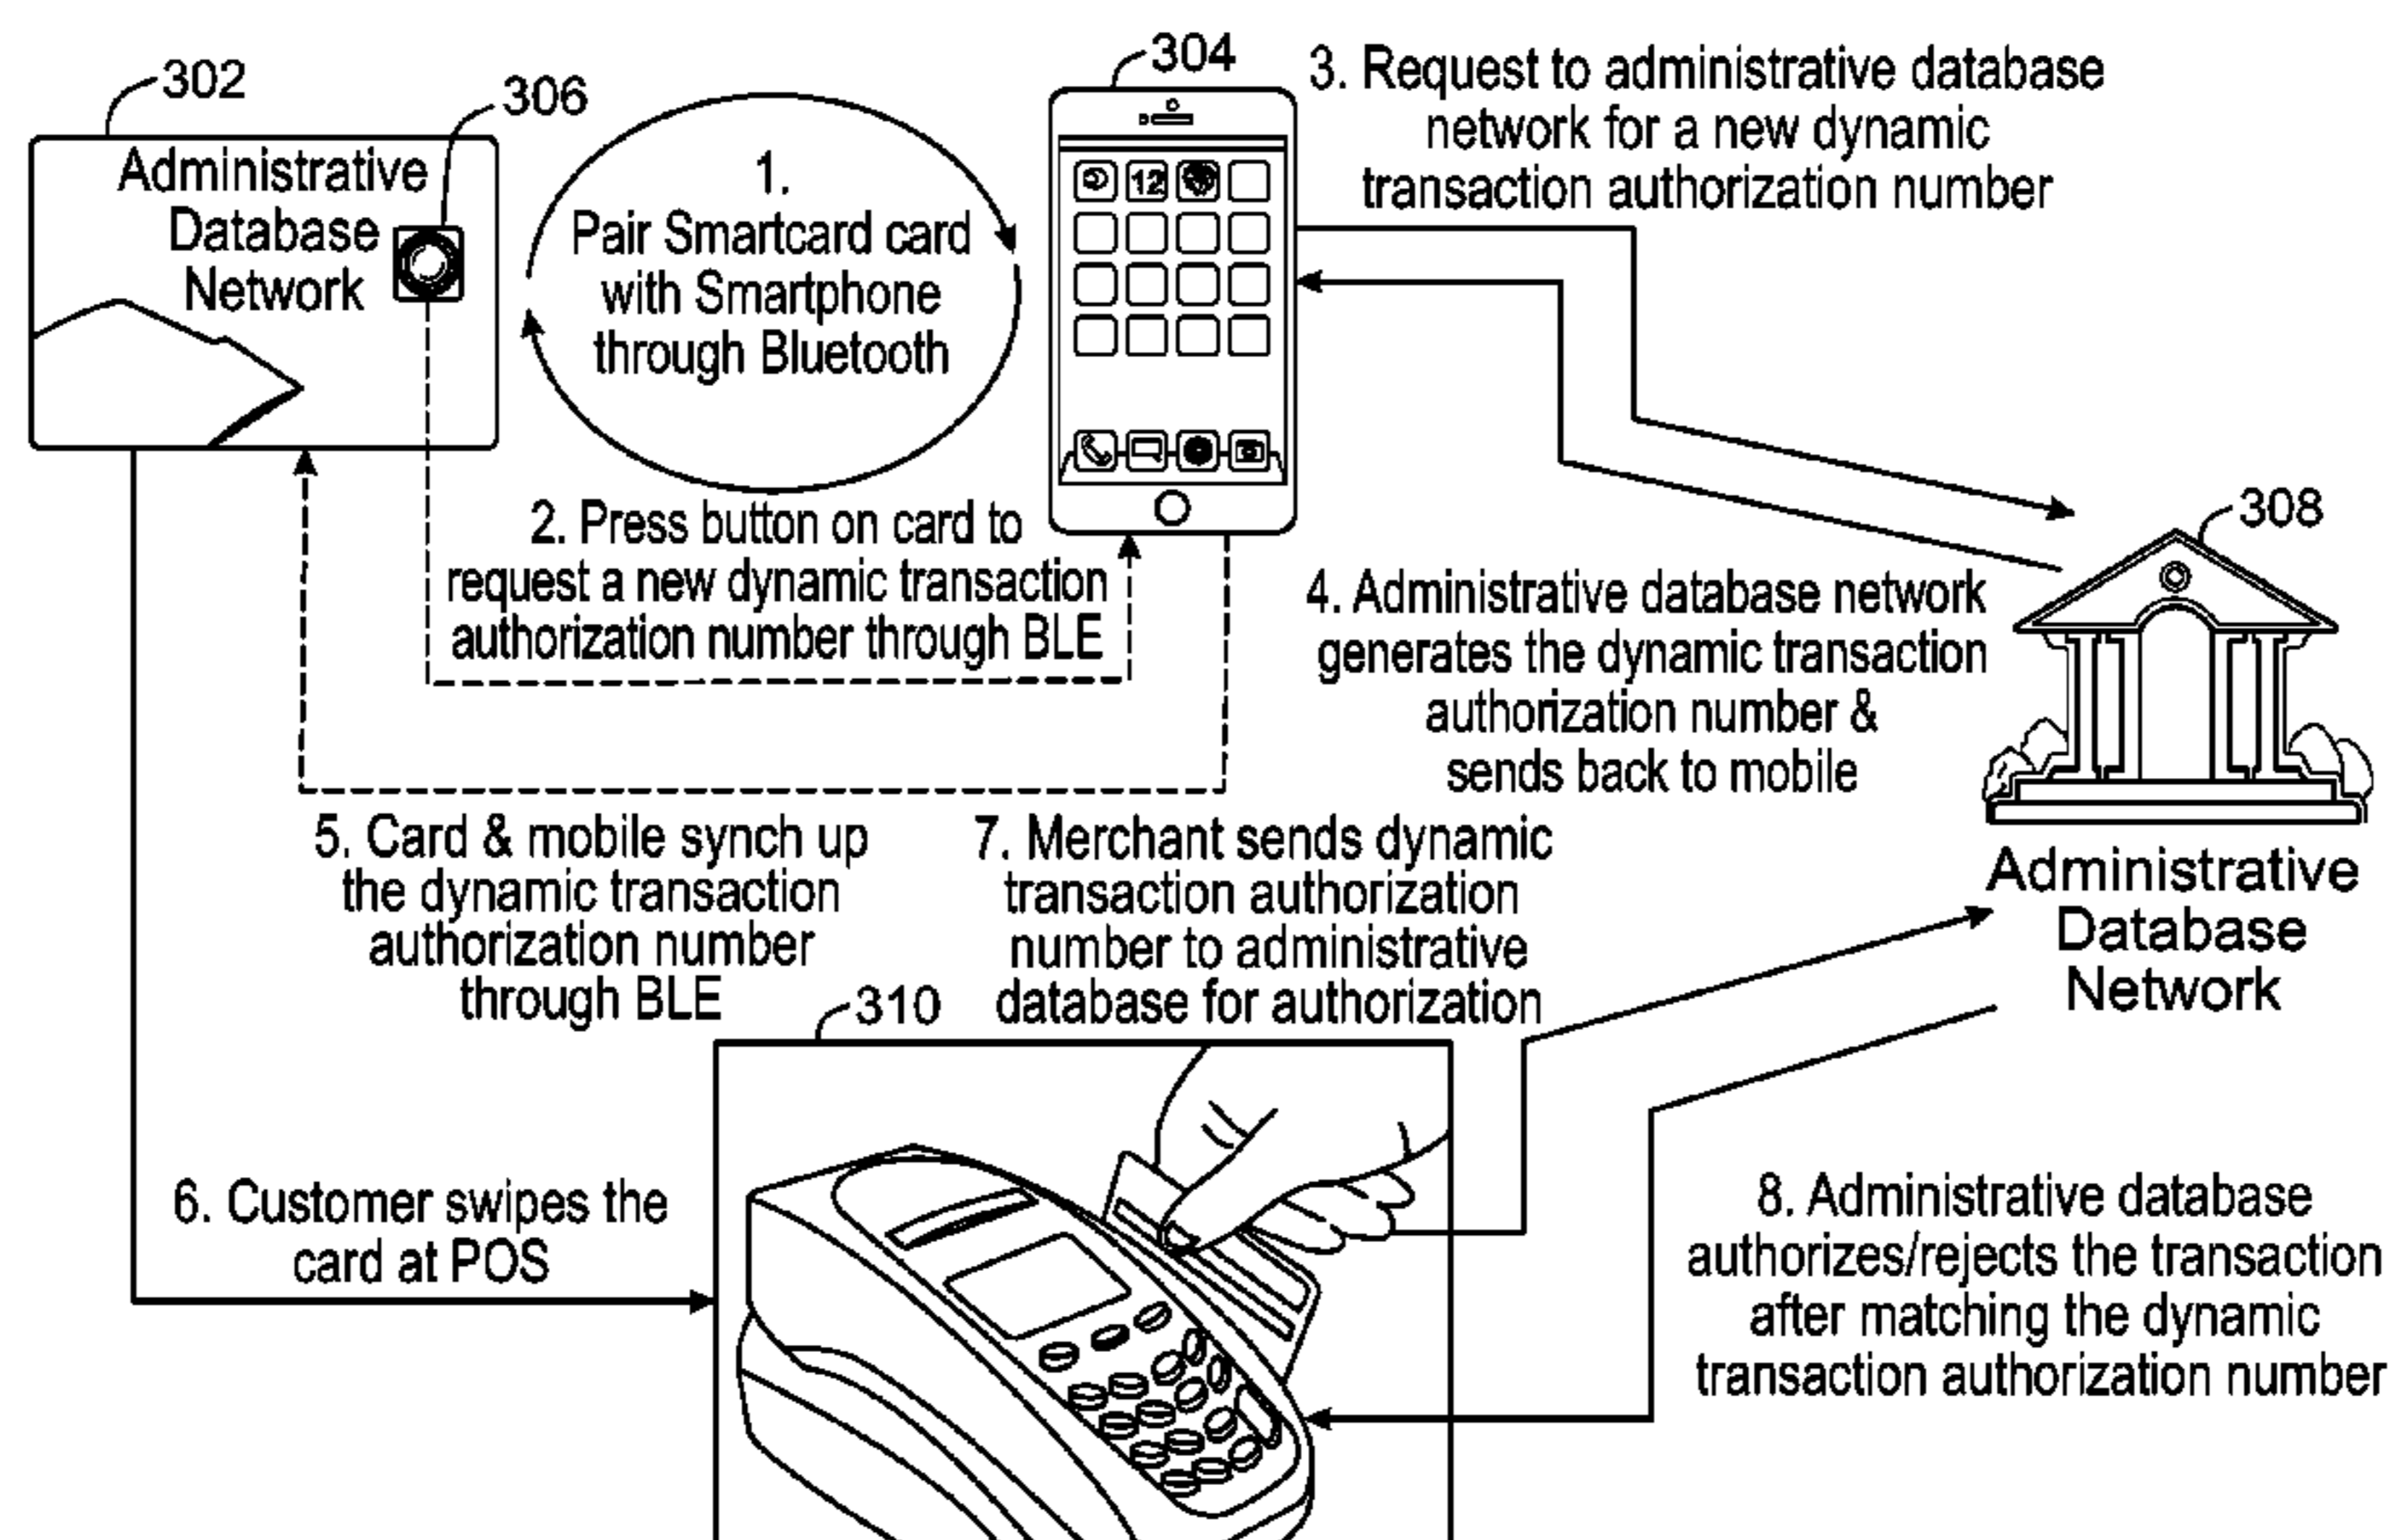 302
306
Administrative
Database
Network
1.
Pair Smartcard card
with Smartphone
through Bluetooth
304
12
3. Request to administrative database
network for a new dynamic
transaction authorization number
2. Press button on card to
request a new dynamic transaction
authorization number through BLE
308
4. Administrative database network
generates the dynamic transaction
authorization number &
sends back to mobile
Administrative
Database
Network
5. Card & mobile synch up
the dynamic transaction
authorization number
through BLE
7. Merchant sends dynamic
transaction authorization
number to administrative
database for authorization
310
6. Customer swipes the
card at POS
8. Administrative database
authorizes/rejects the transaction
after matching the dynamic
transaction authorization number